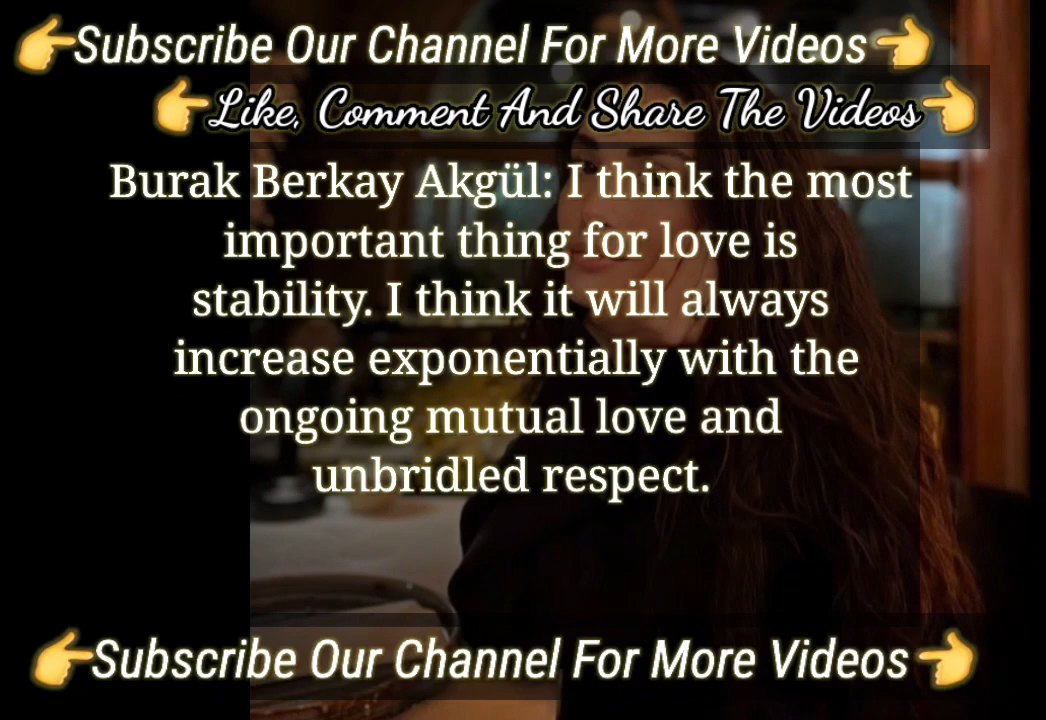 👉Subscribe Our Channel For More Videos👈
👉Like, Comment And Share The Videos👈
Burak Berkay Akgül: I think the most
important thing for love is
stability. I think it will always
increase exponentially with the
ongoing mutual love and
unbridled respect.
👉Subscribe Our Channel For More Videos👈